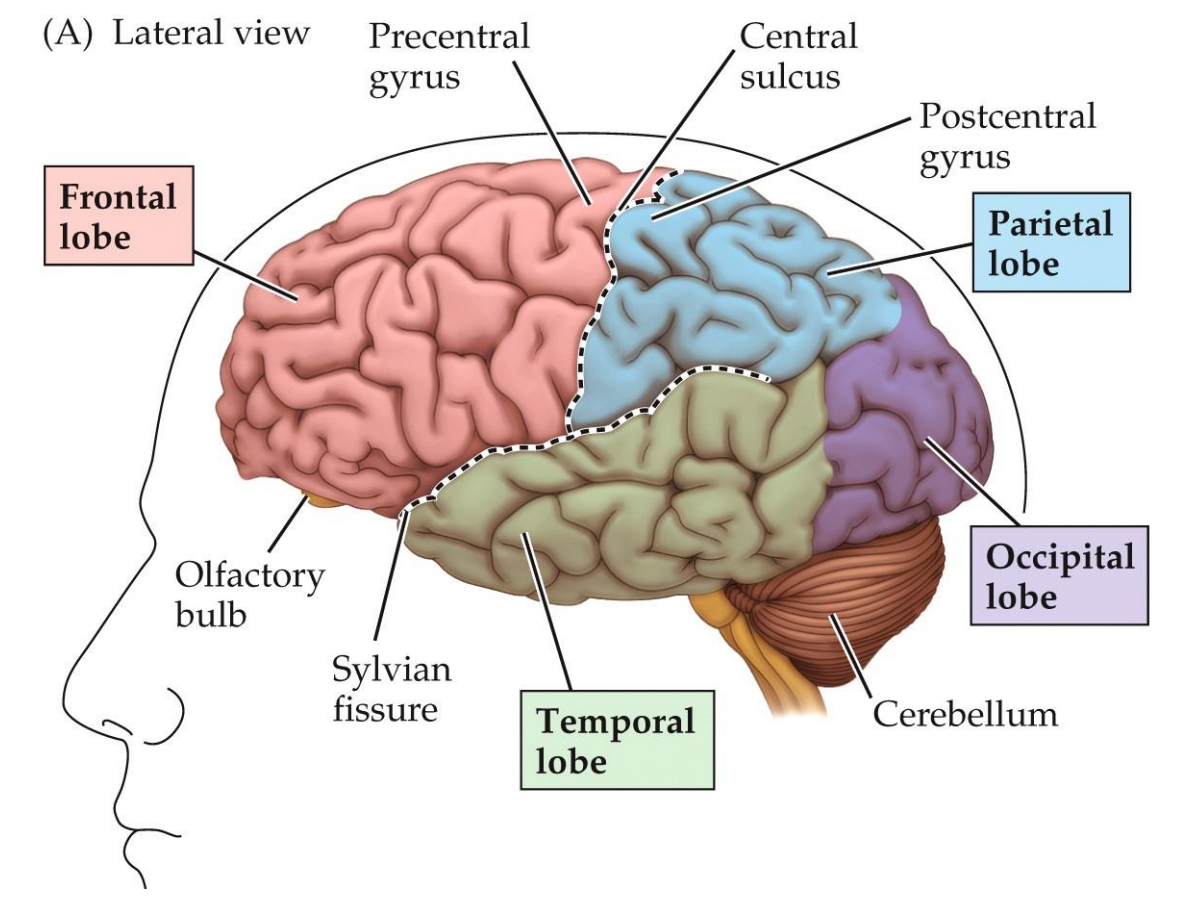 (A) Lateral view
Precentral
gyrus
Central
sulcus
Postcentral
gyrus
Frontal
lobe
Parietal
lobe
Olfactory
bulb
Occipital
lobe
Sylvian
fissure
Temporal
lobe
Cerebellum